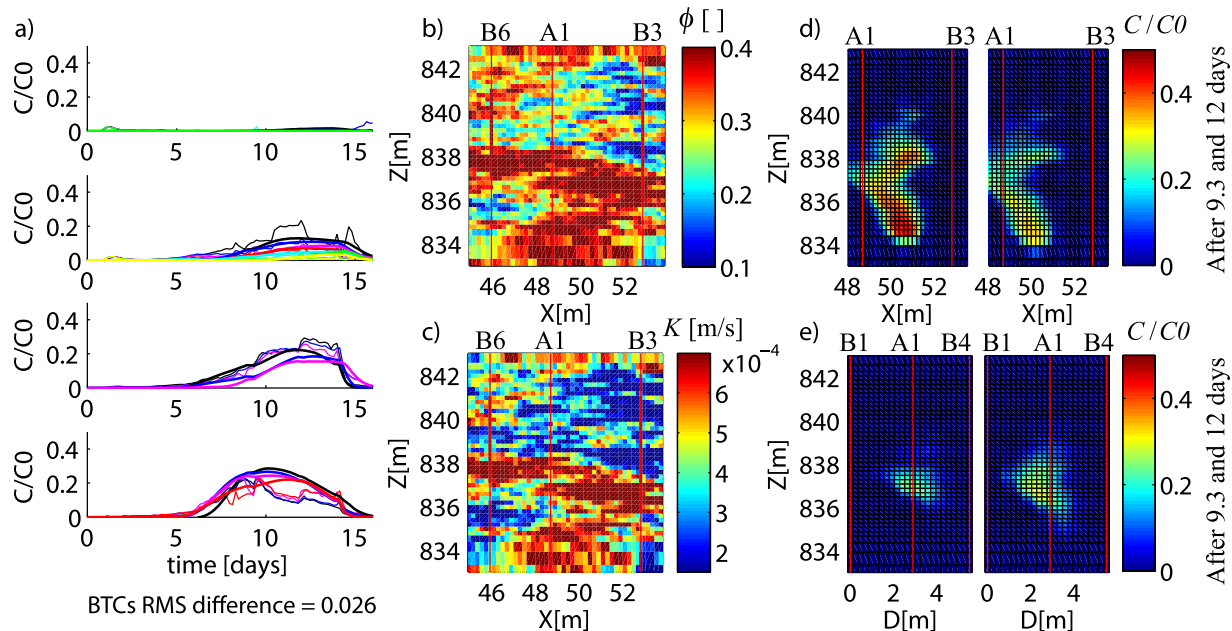 a)
C/C0
0.4
0.2
0
0 5 10 15
C/C0
0.4
0.2
0
0 5 10 15
C/C0
0.4
0.2
0
0 5 10 15
C/C0
0.4
0.2
0
0 5 10 15
time [days]
BTCs RMS difference = 0.026
b)
B6 A1 B3
ϕ [ ]
Z[m]
842
840
838
836
834
46 48 50 52
X[m]
0.4
0.3
0.2
0.1
c)
B6 A1 B3
K [m/s]
Z[m]
842
840
838
836
834
46 48 50 52
X[m]
x10⁻⁴
6
5
4
3
2
d)
A1 B3
A1 B3
C/C0
Z[m]
842
840
838
836
834
48 50 52
X[m]
48 50 52
X[m]
0.4
0.2
0
After 9.3 and 12 days
e)
B1 A1 B4
B1 A1 B4
C/C0
Z[m]
842
840
838
836
834
0 2 4
D[m]
0 2 4
D[m]
0.4
0.2
0
After 9.3 and 12 days